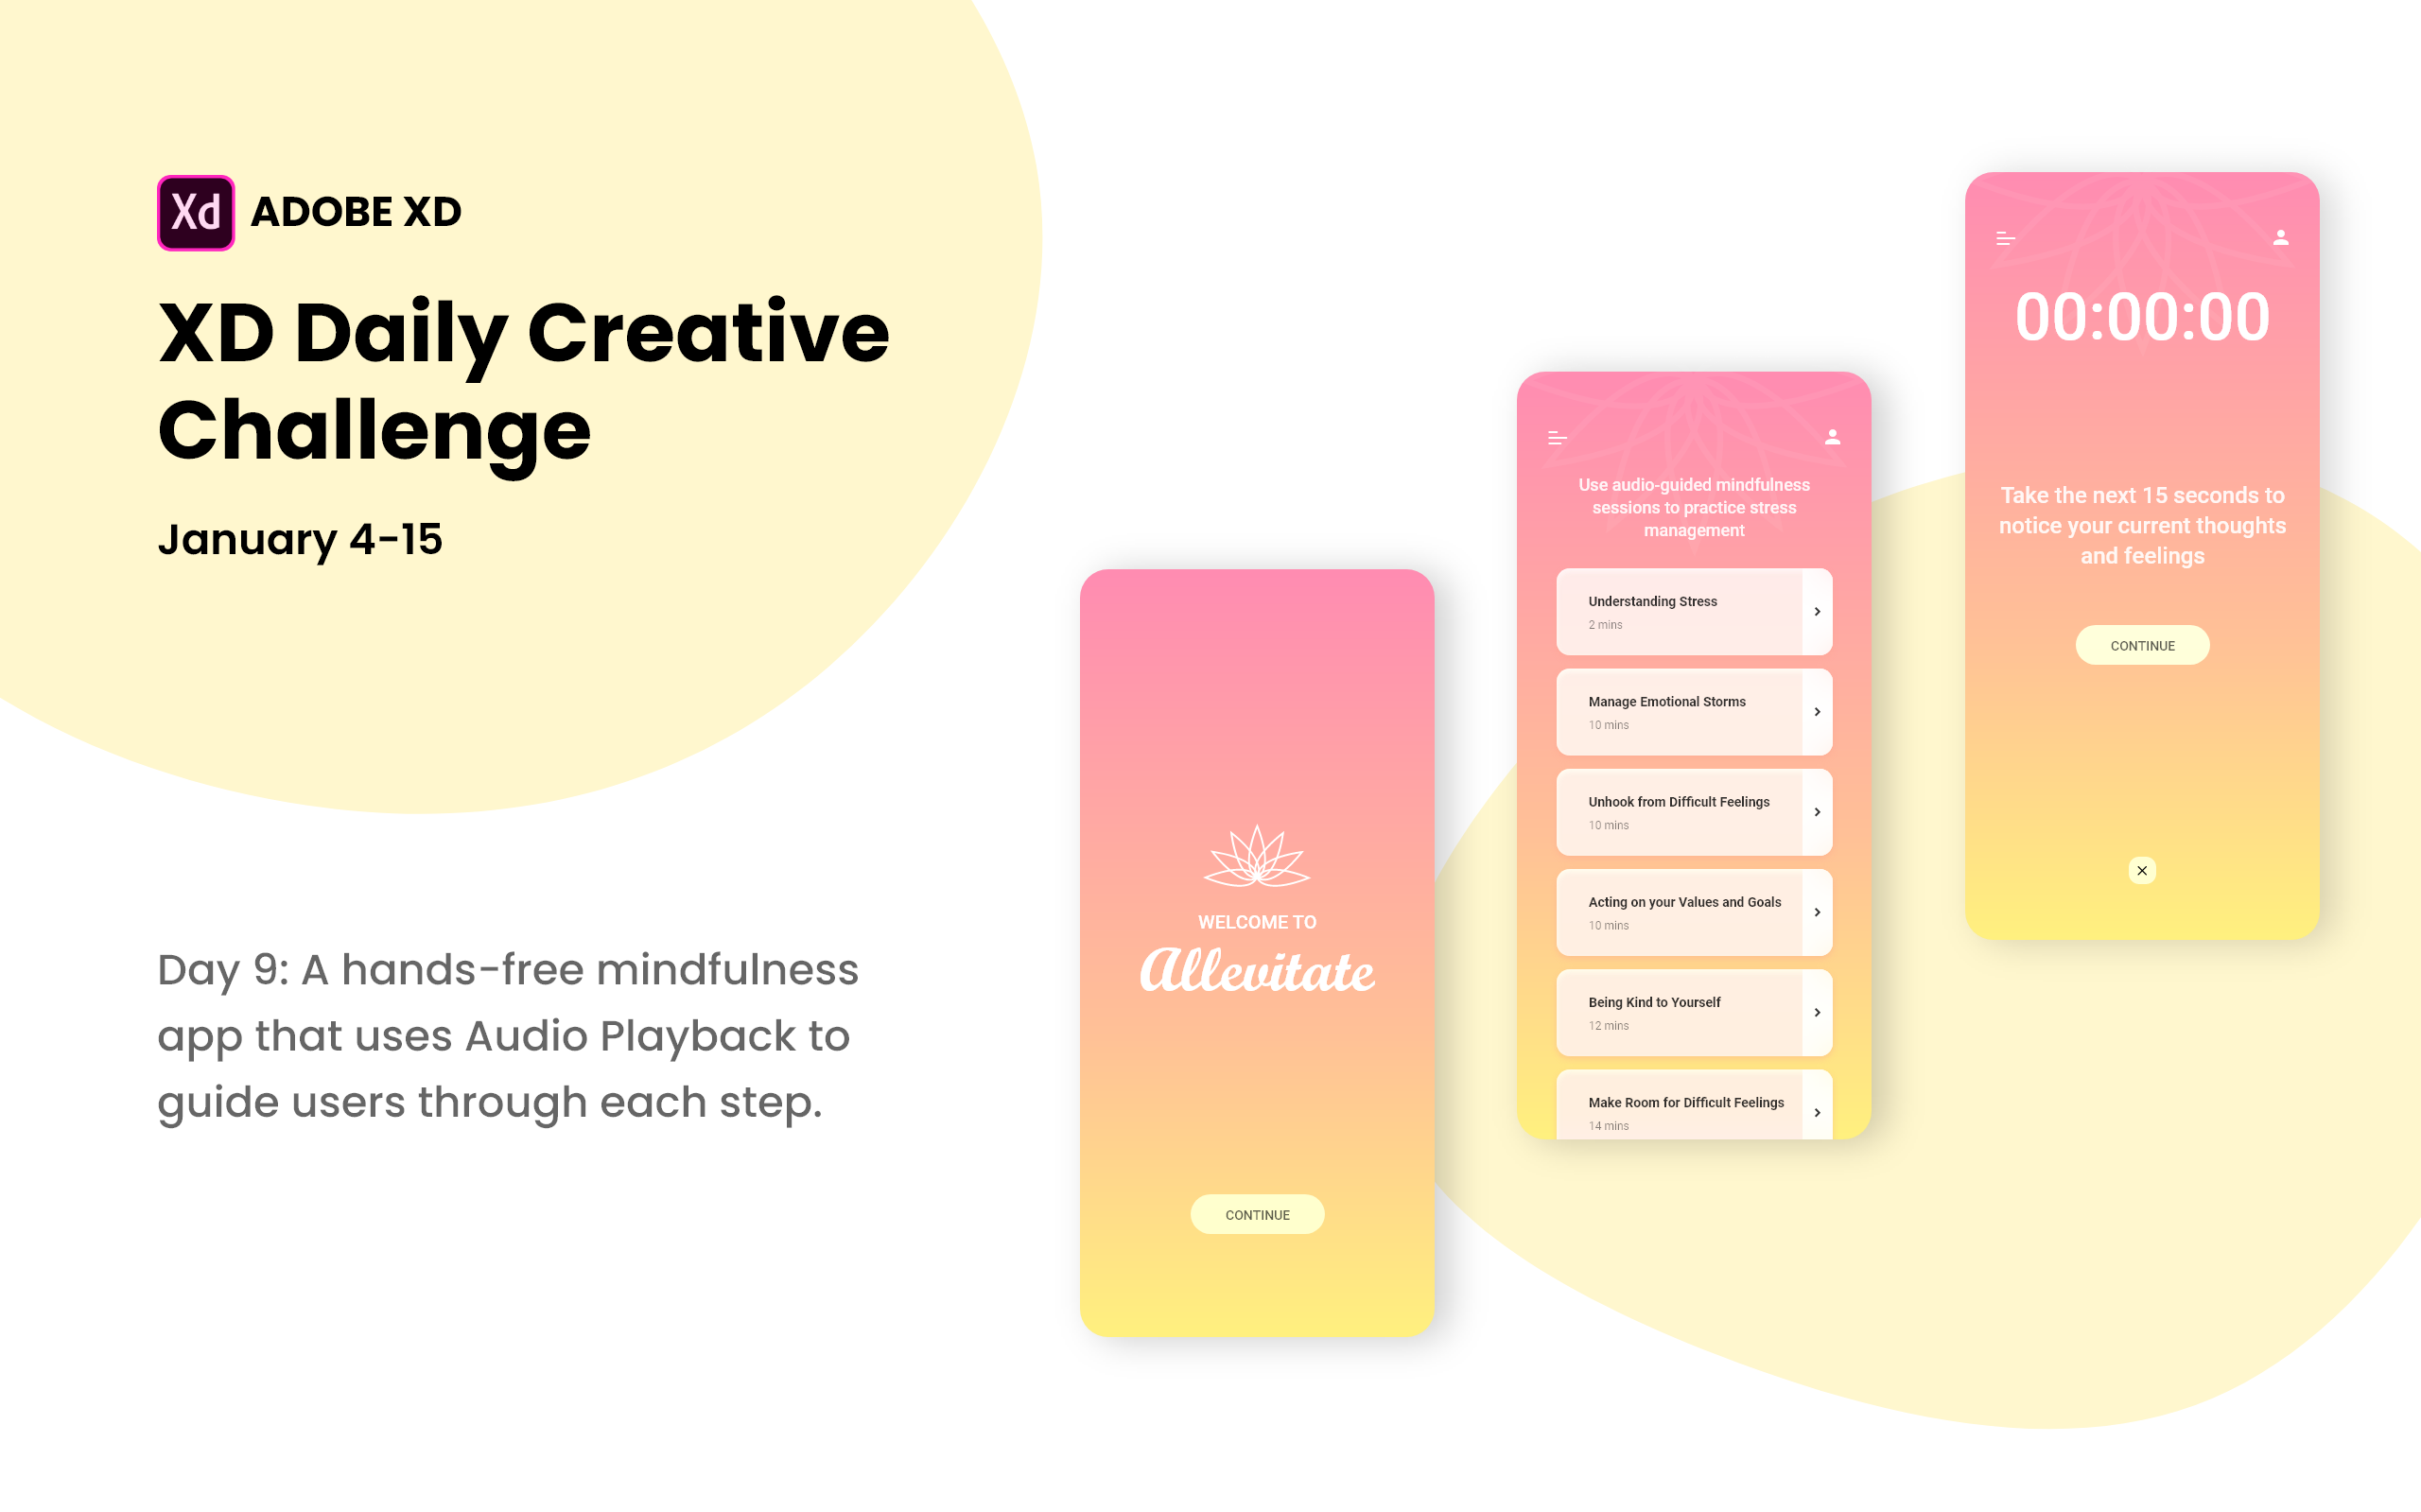 Xd ADOBE XD
XD Daily Creative
Challenge
January 4-15
Day 9: A hands-free mindfulness
app that uses Audio Playback to
guide users through each step.
WELCOME TO
Allevitate
CONTINUE
Use audio-guided mindfulness
sessions to practice stress
management
Understanding Stress
2 mins
Manage Emotional Storms
10 mins
Unhook from Difficult Feelings
10 mins
Acting on your Values and Goals
10 mins
Being Kind to Yourself
12 mins
Make Room for Difficult Feelings
14 mins
00:00:00
Take the next 15 seconds to
notice your current thoughts
and feelings
CONTINUE